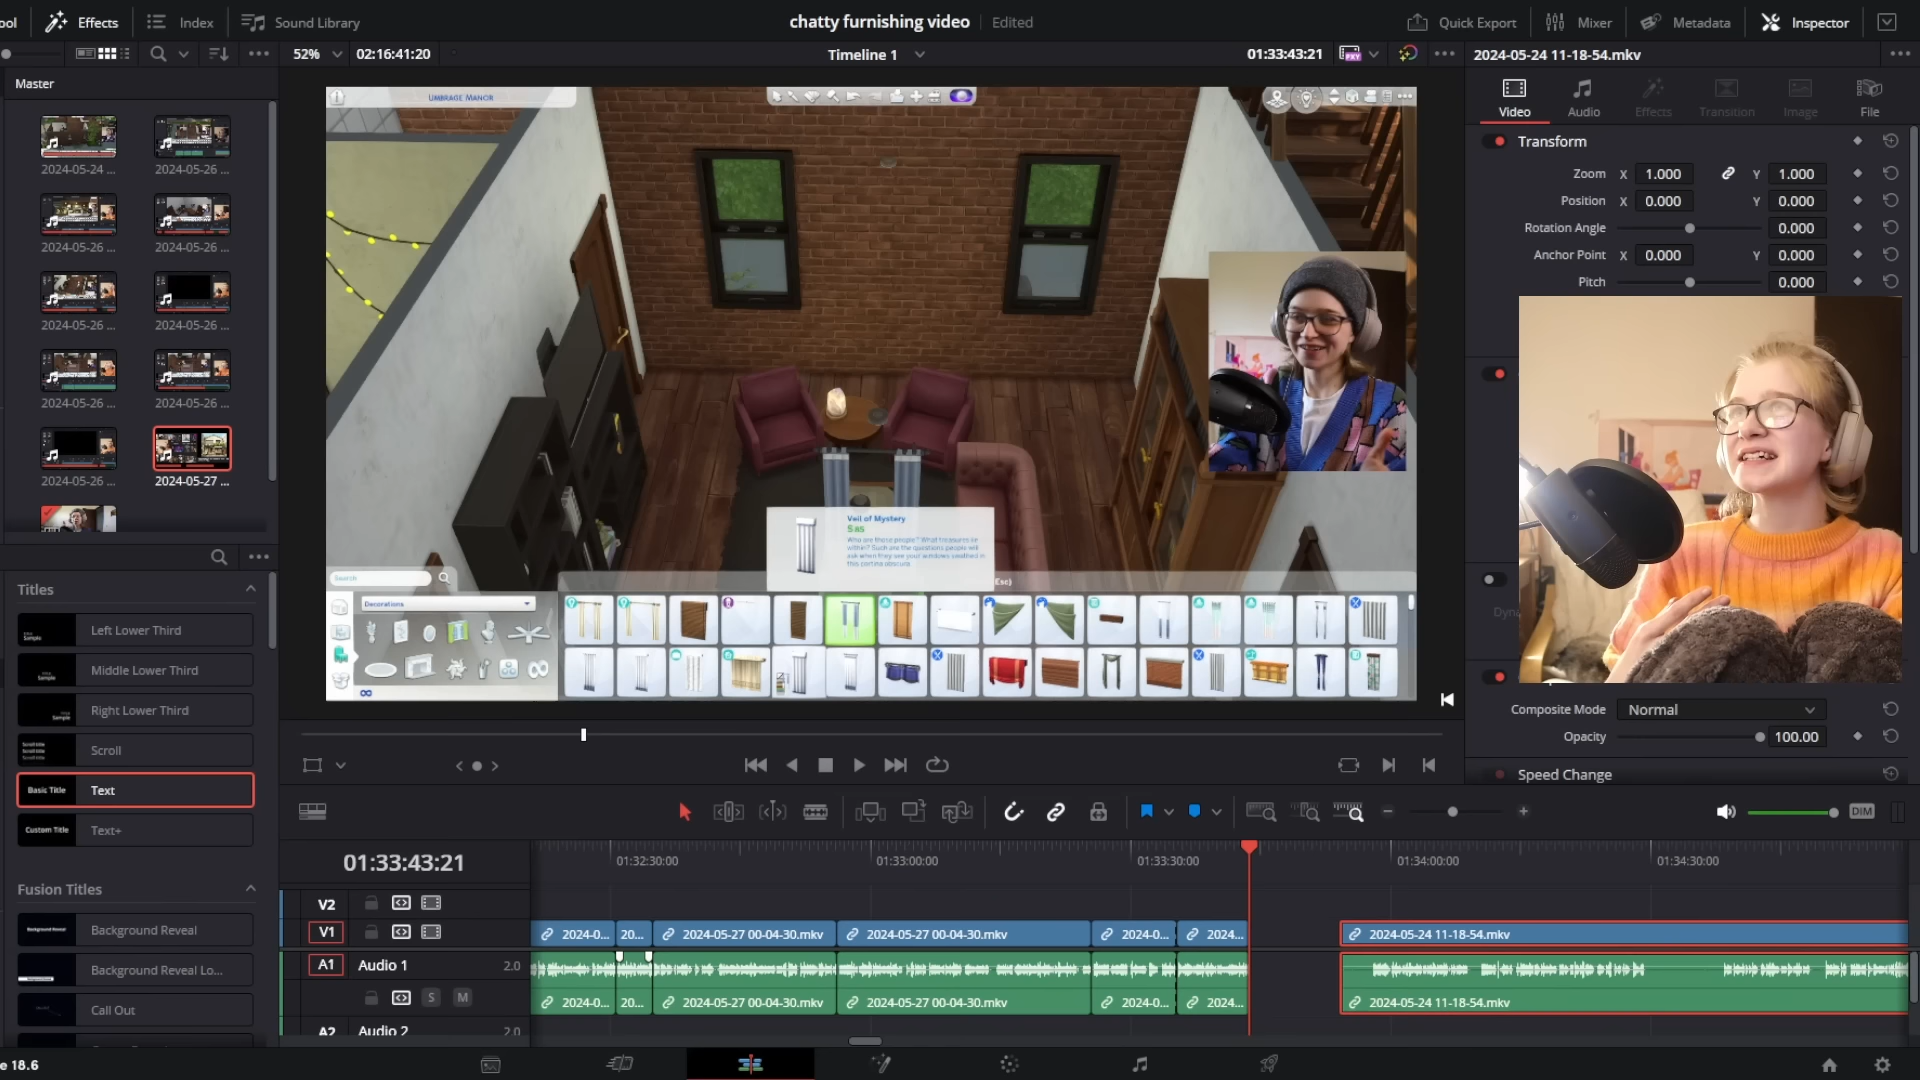 ool
Effects
Index
Sound Library
chatty furnishing video
Edited
Quick Export
Mixer
Metadata
Inspector
52%
02:16:41:20
Timeline 1
01:33:43:21
2024-05-24 11-18-54.mkv
Master
2024-05-24 ...
2024-05-26 ...
2024-05-26 ...
2024-05-26 ...
2024-05-26 ...
2024-05-26 ...
2024-05-26 ...
2024-05-26 ...
2024-05-26 ...
2024-05-27 ...
UMBRAGE MANOR
Veil of Mystery
Search
Decorations
Esc)
Video
Audio
Effects
Transition
Image
File
Transform
Zoom X 1.000 Y 1.000
Position X 0.000 Y 0.000
Rotation Angle 0.000
Anchor Point X 0.000 Y 0.000
Pitch 0.000
Dyna
Composite Mode Normal
Opacity 100.00
Speed Change
Titles
Left Lower Third
Middle Lower Third
Right Lower Third
Scroll
Basic Title Text
Custom Title Text+
Fusion Titles
Background Reveal
Background Reveal Lo...
Call Out
DIM
01:33:43:21
01:32:30:00
01:33:00:00
01:33:30:00
01:34:00:00
01:34:30:00
V2
V1
2024-0...
20...
2024-05-27 00-04-30.mkv
2024-05-27 00-04-30.mkv
2024-0...
2024...
2024-05-24 11-18-54.mkv
A1 Audio 1 2.0
S M
2024-0...
20...
2024-05-27 00-04-30.mkv
2024-05-27 00-04-30.mkv
2024-0...
2024...
2024-05-24 11-18-54.mkv
A2 Audio 2 2.0
e 18.6